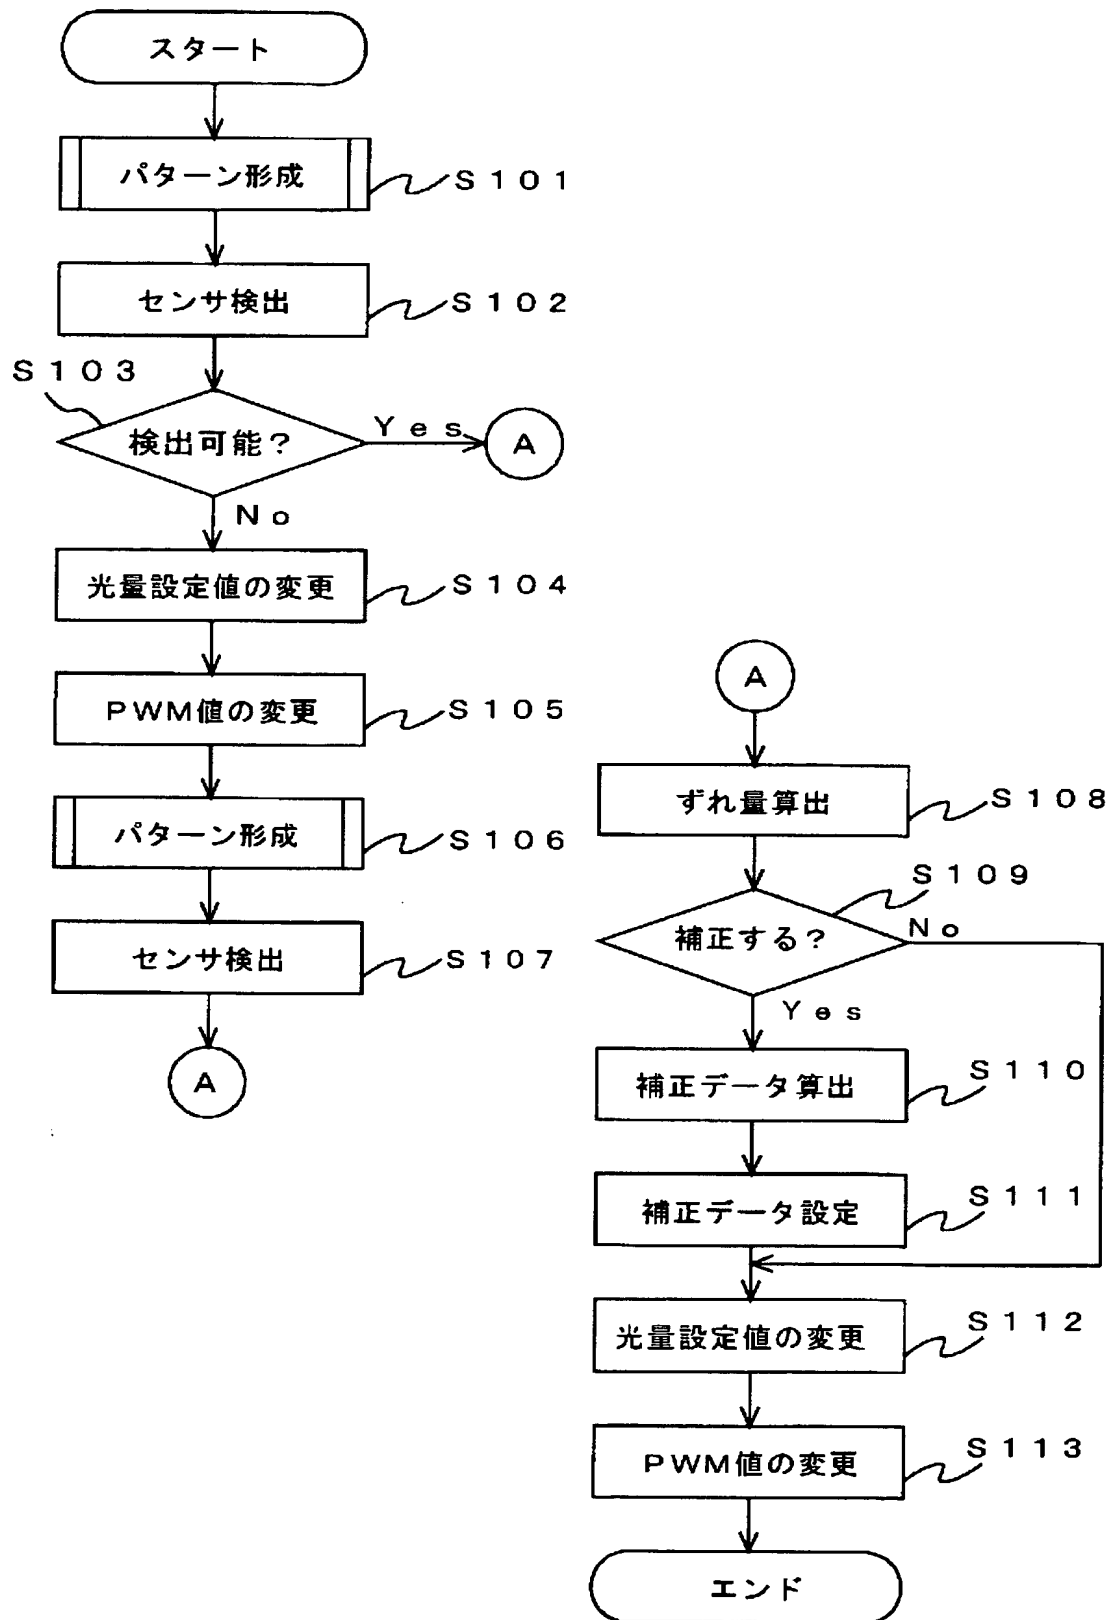 スタート
パターン形成
S101
センサ検出
S102
S103
検出可能?
Yes
A
No
光量設定値の変更
S104
PWM値の変更
S105
パターン形成
S106
センサ検出
S107
A
A
ずれ量算出
S108
S109
補正する?
No
Yes
補正データ算出
S110
補正データ設定
S111
光量設定値の変更
S112
PWM値の変更
S113
エンド